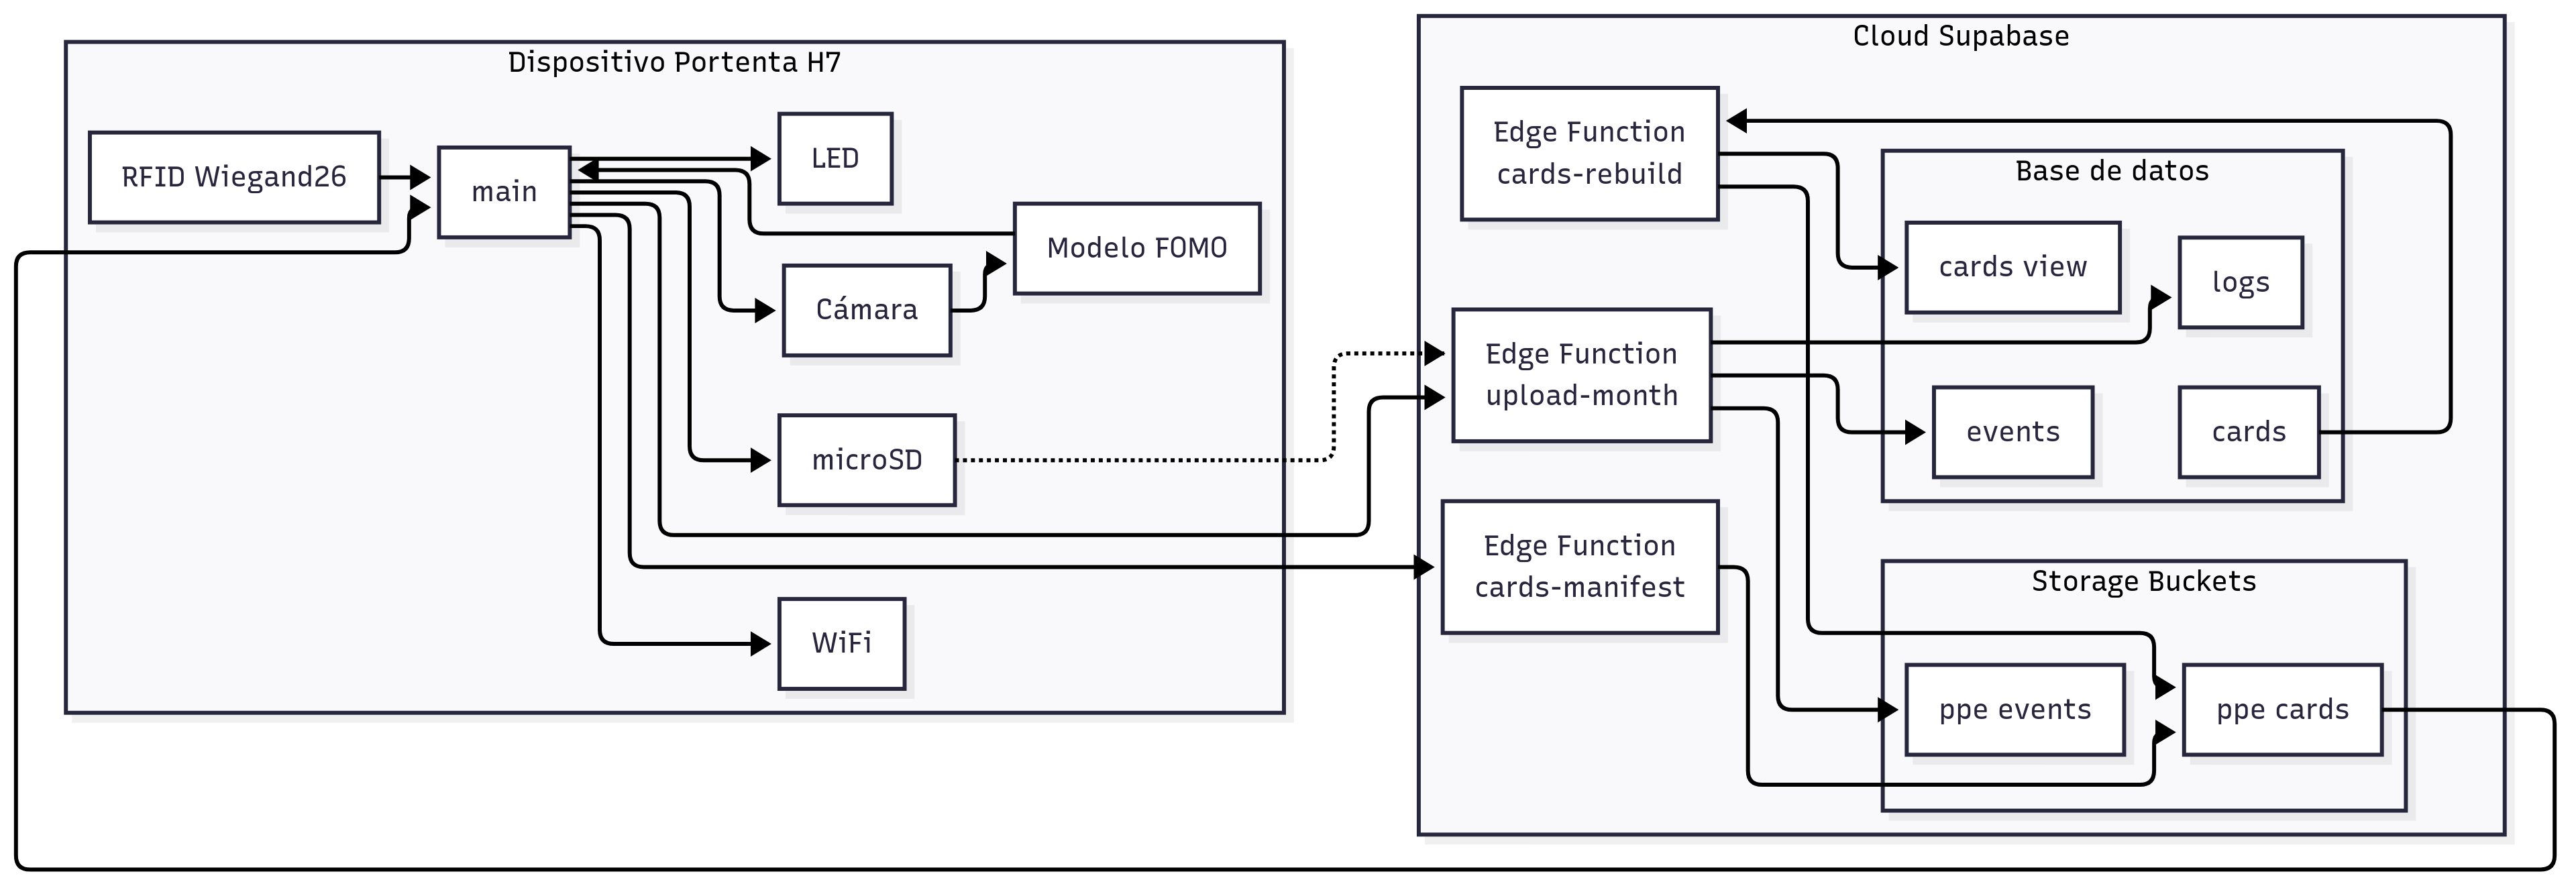 Dispositivo Portenta H7
RFID Wiegand26
main
LED
Modelo FOMO
Cámara
microSD
WiFi
Cloud Supabase
Edge Function
cards-rebuild
Edge Function
upload-month
Edge Function
cards-manifest
Base de datos
cards view
logs
events
cards
Storage Buckets
ppe events
ppe cards